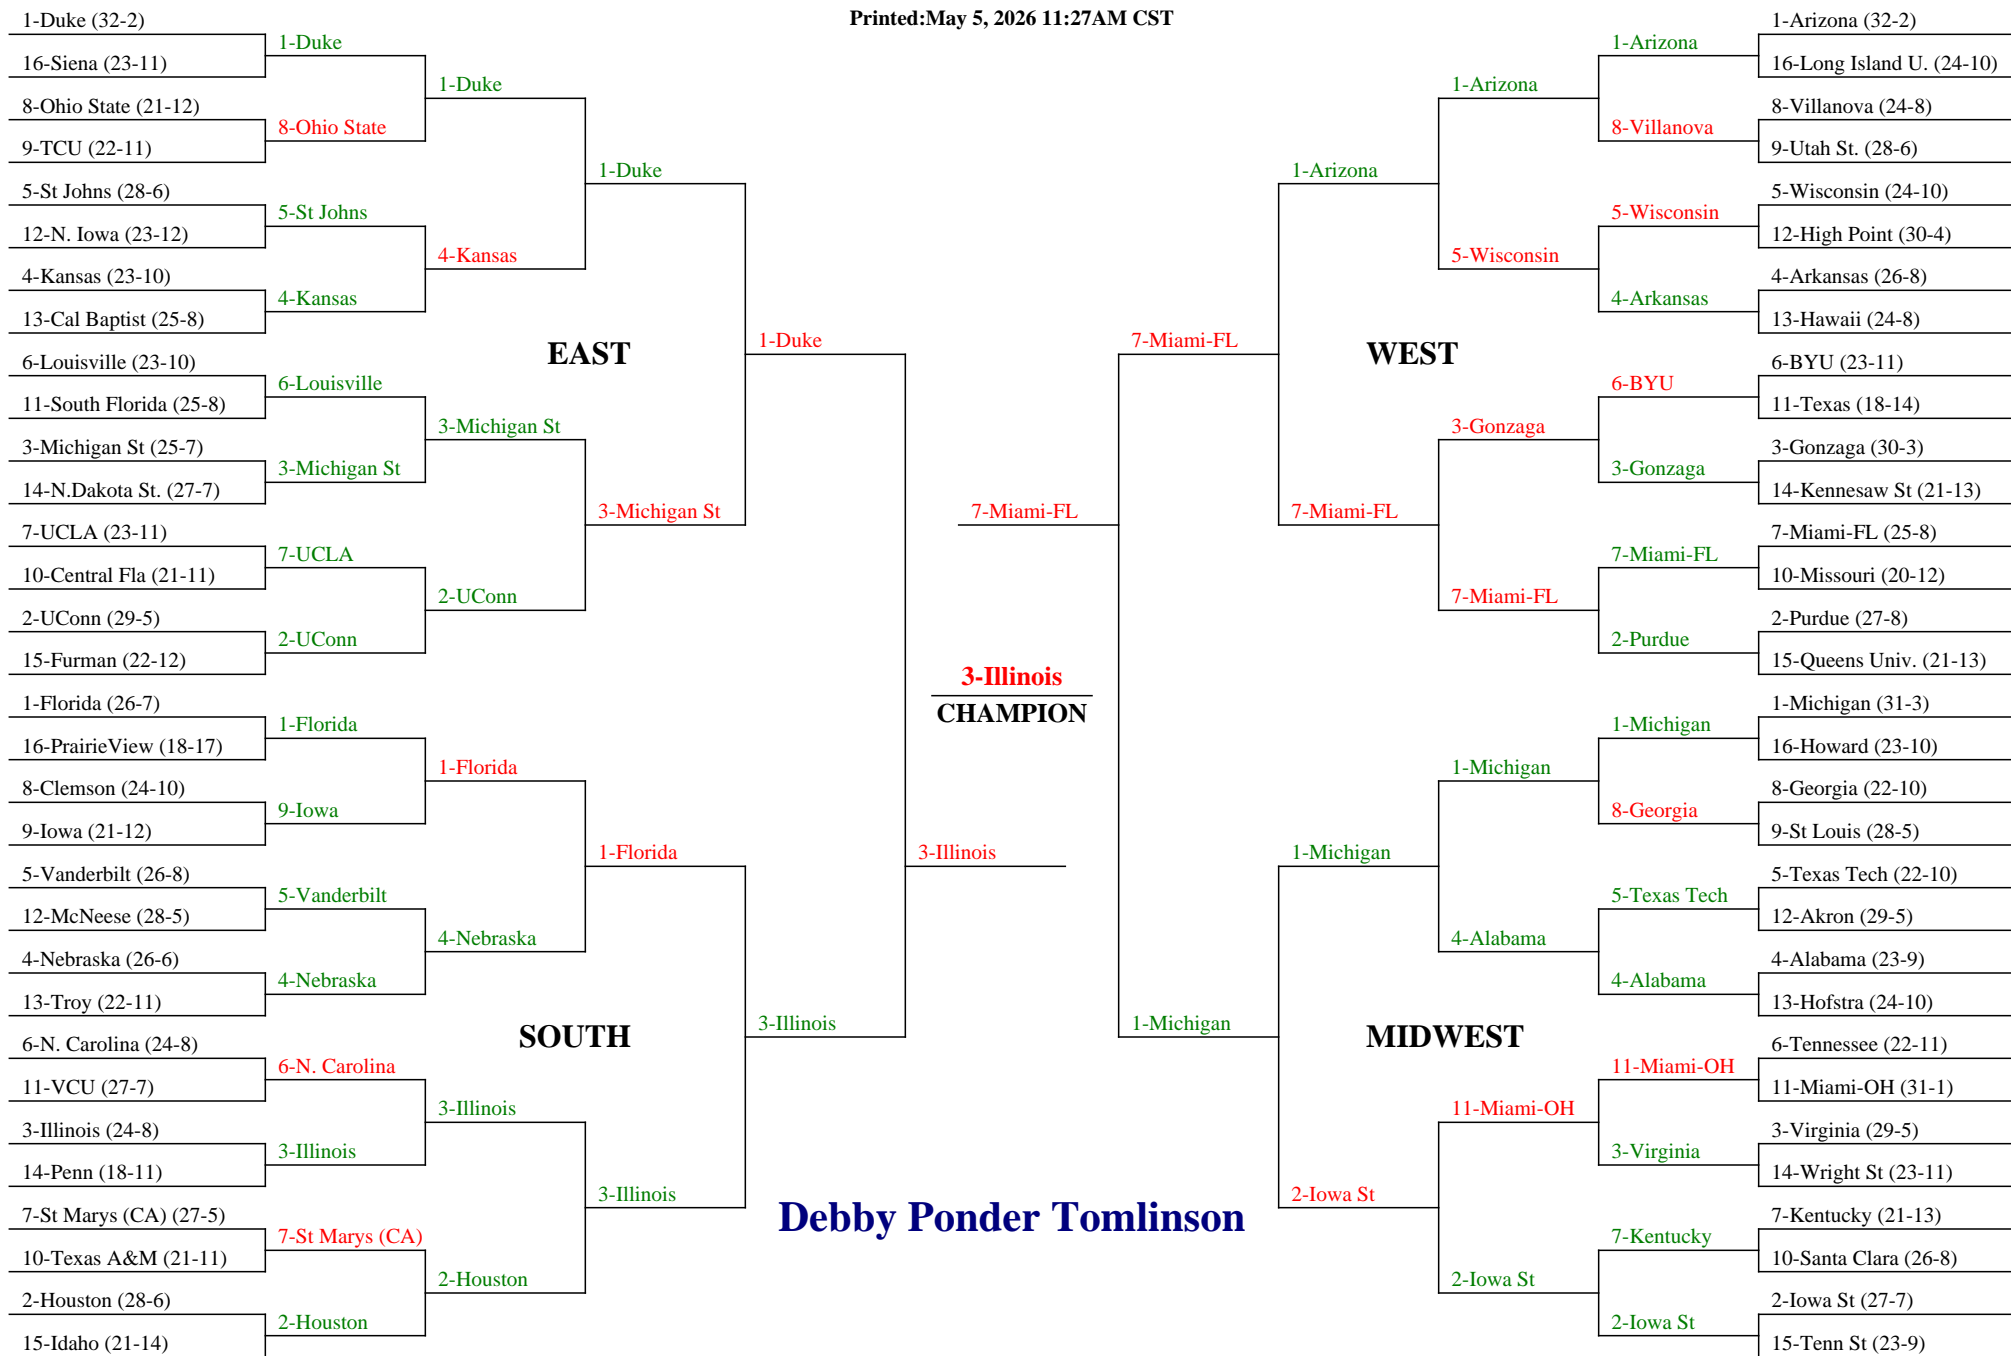 Printed:May 5, 2026 11:27AM CST
1-Duke (32-2)
16-Siena (23-11)
8-Ohio State (21-12)
9-TCU (22-11)
5-St Johns (28-6)
12-N. Iowa (23-12)
4-Kansas (23-10)
13-Cal Baptist (25-8)
6-Louisville (23-10)
11-South Florida (25-8)
3-Michigan St (25-7)
14-N.Dakota St. (27-7)
7-UCLA (23-11)
10-Central Fla (21-11)
2-UConn (29-5)
15-Furman (22-12)
1-Florida (26-7)
16-PrairieView (18-17)
8-Clemson (24-10)
9-Iowa (21-12)
5-Vanderbilt (26-8)
12-McNeese (28-5)
4-Nebraska (26-6)
13-Troy (22-11)
6-N. Carolina (24-8)
11-VCU (27-7)
3-Illinois (24-8)
14-Penn (18-11)
7-St Marys (CA) (27-5)
10-Texas A&M (21-11)
2-Houston (28-6)
15-Idaho (21-14)
1-Duke
8-Ohio State
5-St Johns
4-Kansas
6-Louisville
3-Michigan St
7-UCLA
2-UConn
1-Florida
9-Iowa
5-Vanderbilt
4-Nebraska
6-N. Carolina
3-Illinois
7-St Marys (CA)
2-Houston
1-Duke
4-Kansas
3-Michigan St
2-UConn
1-Florida
4-Nebraska
3-Illinois
2-Houston
EAST
SOUTH
1-Duke
3-Michigan St
1-Florida
3-Illinois
1-Duke
3-Illinois
3-Illinois
7-Miami-FL
3-Illinois
CHAMPION
Debby Ponder Tomlinson
7-Miami-FL
1-Michigan
1-Arizona
7-Miami-FL
1-Michigan
2-Iowa St
WEST
MIDWEST
1-Arizona
5-Wisconsin
3-Gonzaga
7-Miami-FL
1-Michigan
4-Alabama
11-Miami-OH
2-Iowa St
1-Arizona
8-Villanova
5-Wisconsin
4-Arkansas
6-BYU
3-Gonzaga
7-Miami-FL
2-Purdue
1-Michigan
8-Georgia
5-Texas Tech
4-Alabama
11-Miami-OH
3-Virginia
7-Kentucky
2-Iowa St
1-Arizona (32-2)
16-Long Island U. (24-10)
8-Villanova (24-8)
9-Utah St. (28-6)
5-Wisconsin (24-10)
12-High Point (30-4)
4-Arkansas (26-8)
13-Hawaii (24-8)
6-BYU (23-11)
11-Texas (18-14)
3-Gonzaga (30-3)
14-Kennesaw St (21-13)
7-Miami-FL (25-8)
10-Missouri (20-12)
2-Purdue (27-8)
15-Queens Univ. (21-13)
1-Michigan (31-3)
16-Howard (23-10)
8-Georgia (22-10)
9-St Louis (28-5)
5-Texas Tech (22-10)
12-Akron (29-5)
4-Alabama (23-9)
13-Hofstra (24-10)
6-Tennessee (22-11)
11-Miami-OH (31-1)
3-Virginia (29-5)
14-Wright St (23-11)
7-Kentucky (21-13)
10-Santa Clara (26-8)
2-Iowa St (27-7)
15-Tenn St (23-9)